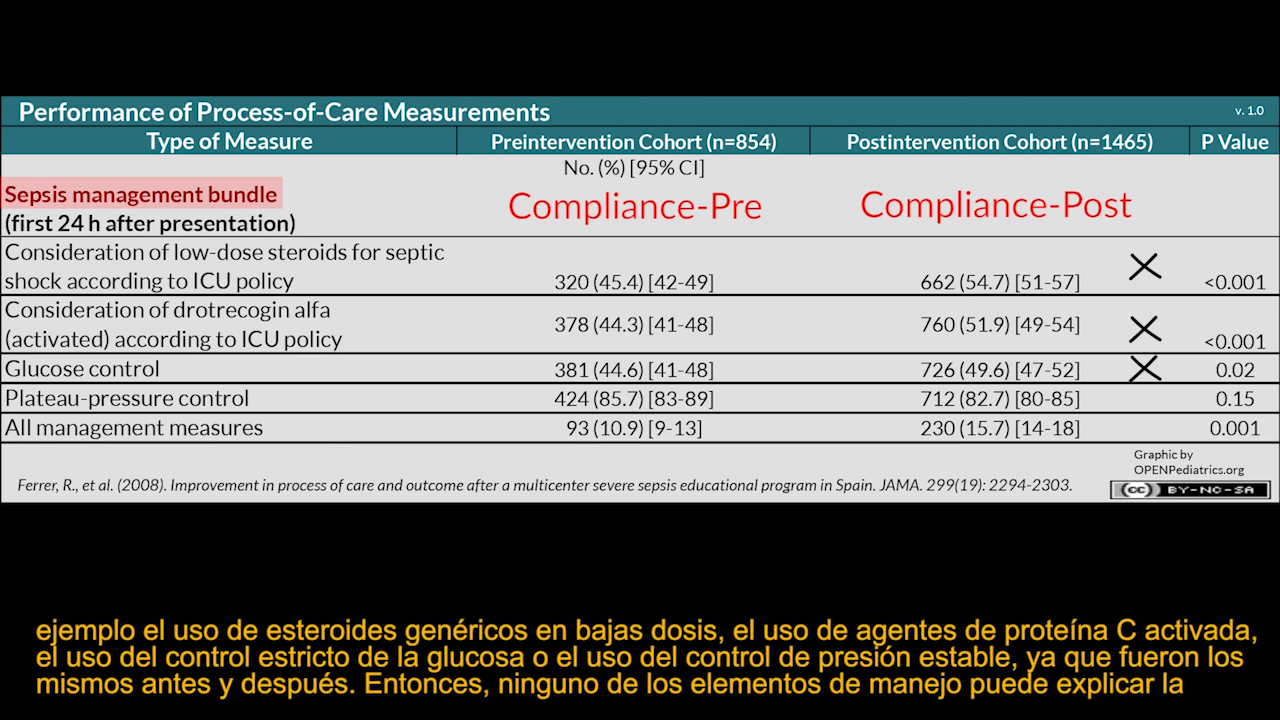 Performance of Process-of-Care Measurements
v. 1.0
Type of Measure
Preintervention Cohort (n=854)
Postintervention Cohort (n=1465)
P Value
No. (%) [95% CI]
Sepsis management bundle
(first 24 h after presentation)
Compliance-Pre
Compliance-Post
Consideration of low-dose steroids for septic
shock according to ICU policy
320 (45.4) [42-49]
662 (54.7) [51-57]
<0.001
Consideration of drotrecogin alfa
(activated) according to ICU policy
378 (44.3) [41-48]
760 (51.9) [49-54]
<0.001
Glucose control
381 (44.6) [41-48]
726 (49.6) [47-52]
0.02
Plateau-pressure control
424 (85.7) [83-89]
712 (82.7) [80-85]
0.15
All management measures
93 (10.9) [9-13]
230 (15.7) [14-18]
0.001
Graphic by
OPENPediatrics.org
Ferrer, R., et al. (2008). Improvement in process of care and outcome after a multicenter severe sepsis educational program in Spain. JAMA. 299(19): 2294-2303.
cc BY-NC-SA
ejemplo el uso de esteroides genéricos en bajas dosis, el uso de agentes de proteína C activada,
el uso del control estricto de la glucosa o el uso del control de presión estable, ya que fueron los
mismos antes y después. Entonces, ninguno de los elementos de manejo puede explicar la